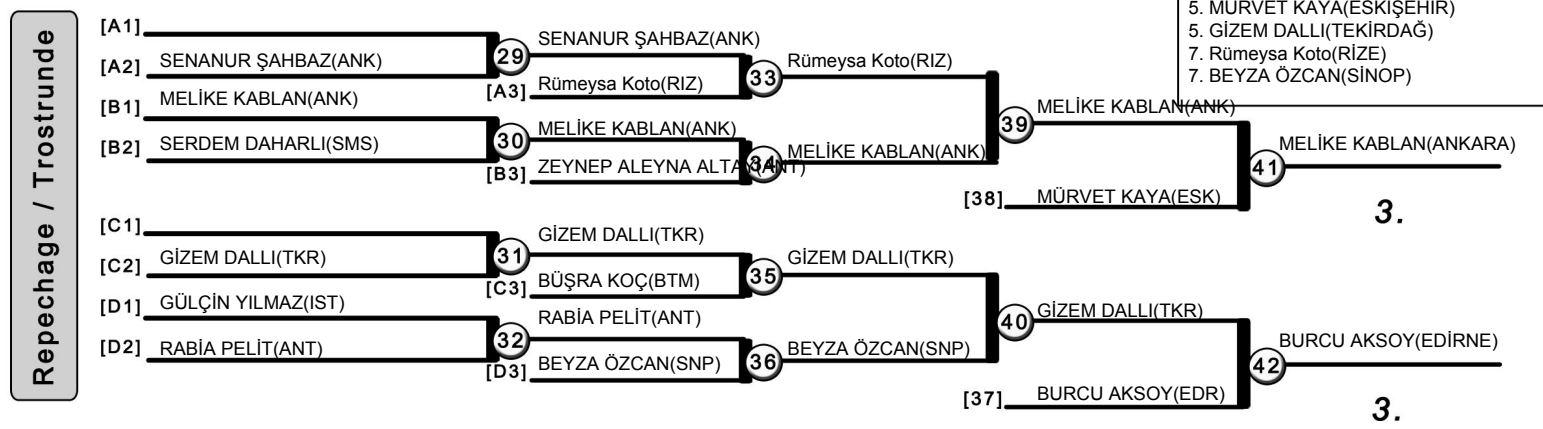 Repechage / Trostrunde
5. MÜRVET KAYA(ESKİŞEHİR)
5. GİZEM DALLI(TEKİRDAĞ)
7. Rümeysa Koto(RİZE)
7. BEYZA ÖZCAN(SİNOP)
[A1]
[A2] SENANUR ŞAHBAZ(ANK)
29
SENANUR ŞAHBAZ(ANK)
[A3] Rümeysa Koto(RIZ)
33
Rümeysa Koto(RIZ)
[B1] MELİKE KABLAN(ANK)
[B2] SERDEM DAHARLI(SMS)
30
MELİKE KABLAN(ANK)
[B3] ZEYNEP ALEYNA ALTAY(ANT)
34
MELİKE KABLAN(ANK)
39
MELİKE KABLAN(ANK)
[38] MÜRVET KAYA(ESK)
41
MELİKE KABLAN(ANKARA)
3.
[C1]
[C2] GİZEM DALLI(TKR)
31
GİZEM DALLI(TKR)
[C3] BÜŞRA KOÇ(BTM)
35
GİZEM DALLI(TKR)
[D1] GÜLÇİN YILMAZ(IST)
[D2] RABİA PELİT(ANT)
32
RABİA PELİT(ANT)
[D3] BEYZA ÖZCAN(SNP)
36
BEYZA ÖZCAN(SNP)
40
GİZEM DALLI(TKR)
[37] BURCU AKSOY(EDR)
42
BURCU AKSOY(EDİRNE)
3.